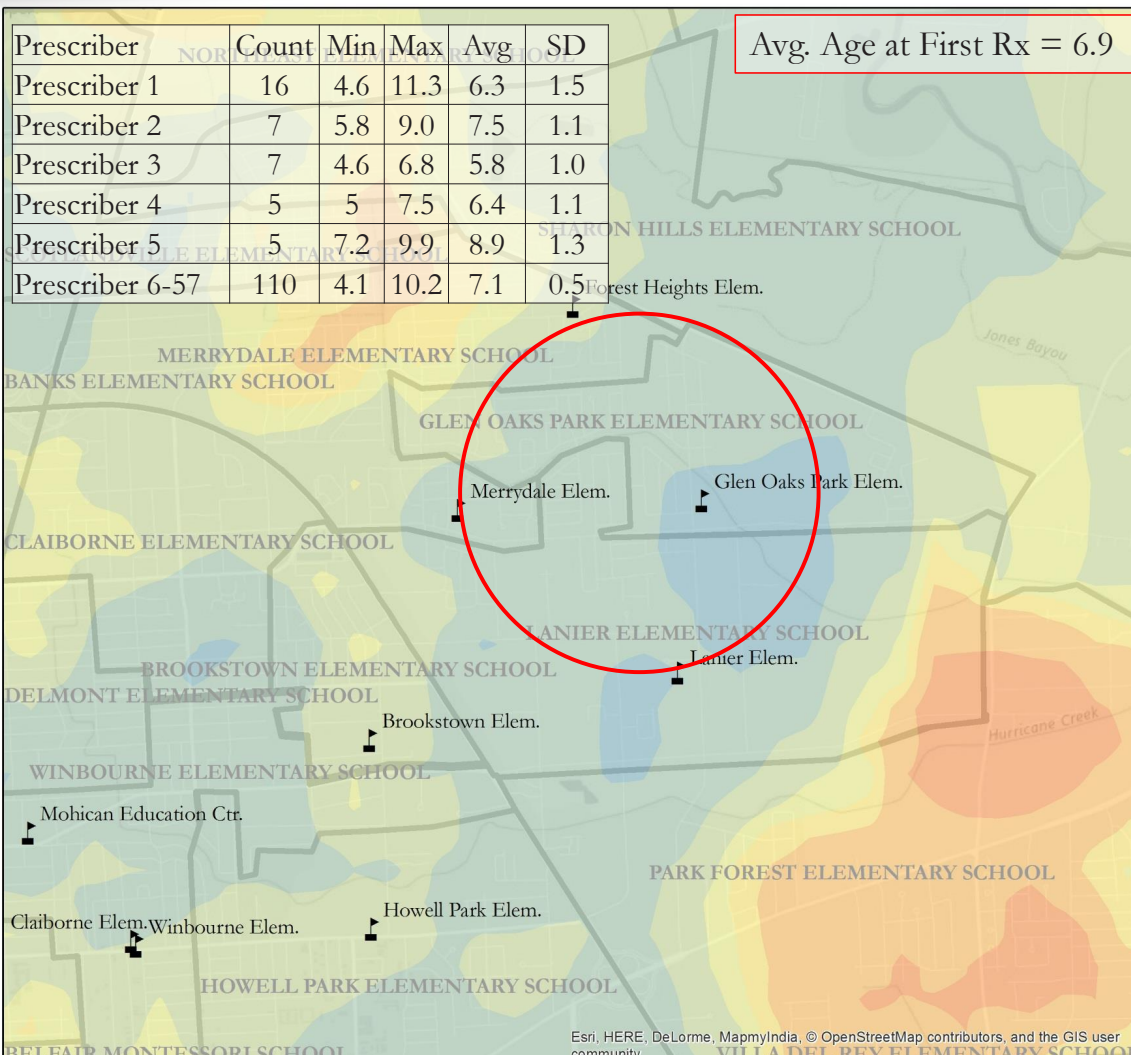 Prescriber Count Min Max Avg SD
Prescriber 1 16 4.6 11.3 6.3 1.5
Prescriber 2 7 5.8 9.0 7.5 1.1
Prescriber 3 7 4.6 6.8 5.8 1.0
Prescriber 4 5 5 7.5 6.4 1.1
Prescriber 5 5 7.2 9.9 8.9 1.3
Prescriber 6-57 110 4.1 10.2 7.1 0.5
Avg. Age at First Rx = 6.9
NORTHEAST ELEMENTARY SCHOOL
SHARON HILLS ELEMENTARY SCHOOL
SCOTLANDVILLE ELEMENTARY SCHOOL
Forest Heights Elem.
Jones Bayou
MERRYDALE ELEMENTARY SCHOOL
BANKS ELEMENTARY SCHOOL
GLEN OAKS PARK ELEMENTARY SCHOOL
Merrydale Elem.
Glen Oaks Park Elem.
CLAIBORNE ELEMENTARY SCHOOL
LANIER ELEMENTARY SCHOOL
Lanier Elem.
BROOKSTOWN ELEMENTARY SCHOOL
DELMONT ELEMENTARY SCHOOL
Brookstown Elem.
Hurricane Creek
WINBOURNE ELEMENTARY SCHOOL
Mohican Education Ctr.
PARK FOREST ELEMENTARY SCHOOL
Claiborne Elem.
Winbourne Elem.
Howell Park Elem.
HOWELL PARK ELEMENTARY SCHOOL
Esri, HERE, DeLorme, MapmyIndia, © OpenStreetMap contributors, and the GIS user
community
BELFAIR MONTESSORI SCHOOL
VILLA DEL REY ELEMENTARY SCHOOL